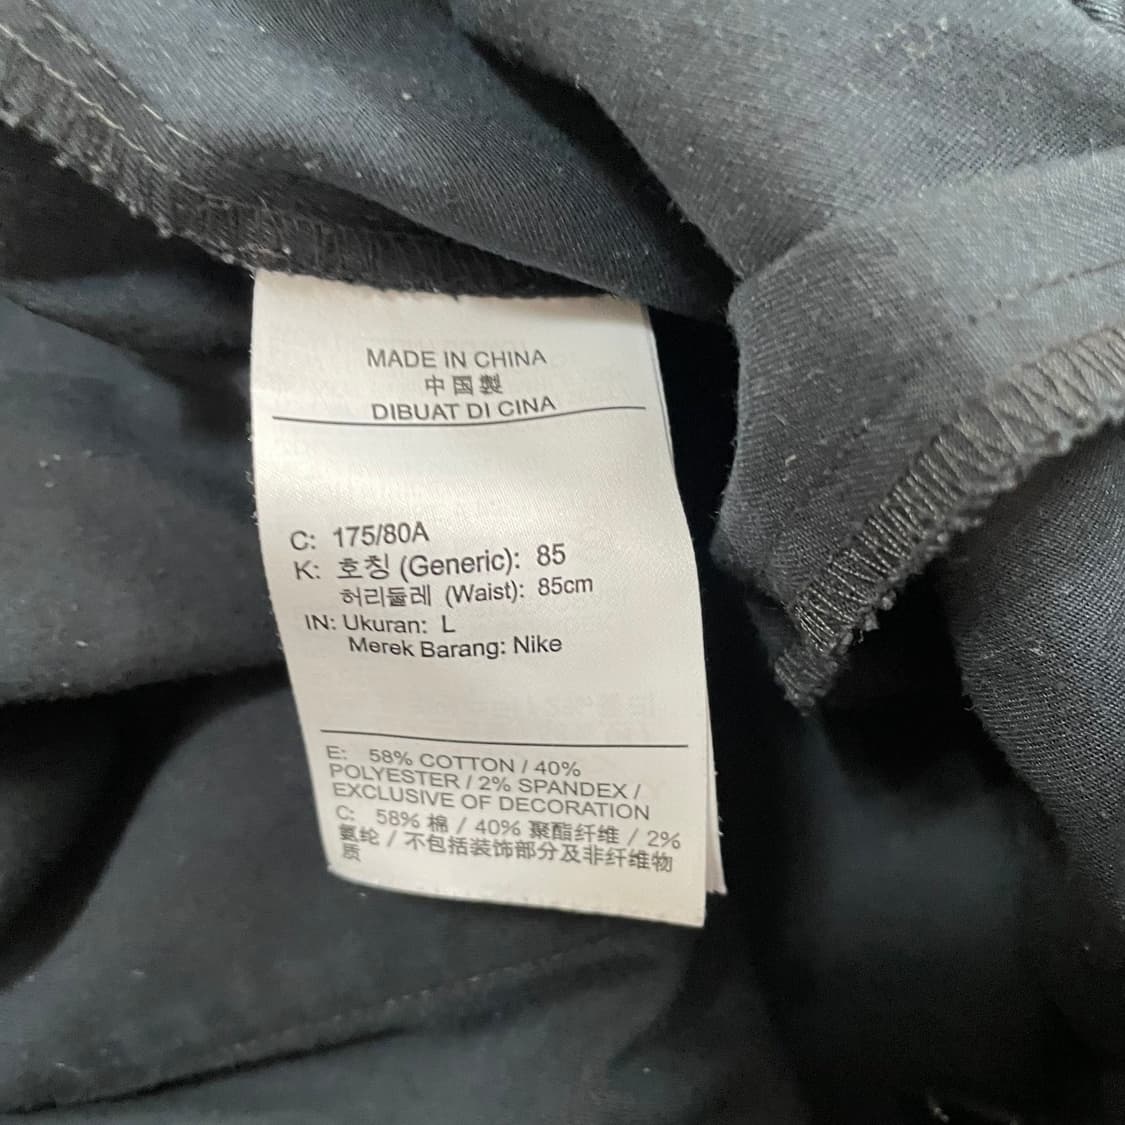 MADE IN CHINA
中国製
DIBUAT DI CINA
C: 175/80A
K: 호칭 (Generic): 85
허리둘레 (Waist): 85cm
IN: Ukuran: L
Merek Barang: Nike
E: 58% COTTON / 40%
POLYESTER / 2% SPANDEX /
EXCLUSIVE OF DECORATION
C: 58% 棉 / 40% 聚酯纤维 / 2%
氨纶 / 不包括装饰部分及非纤维物
质